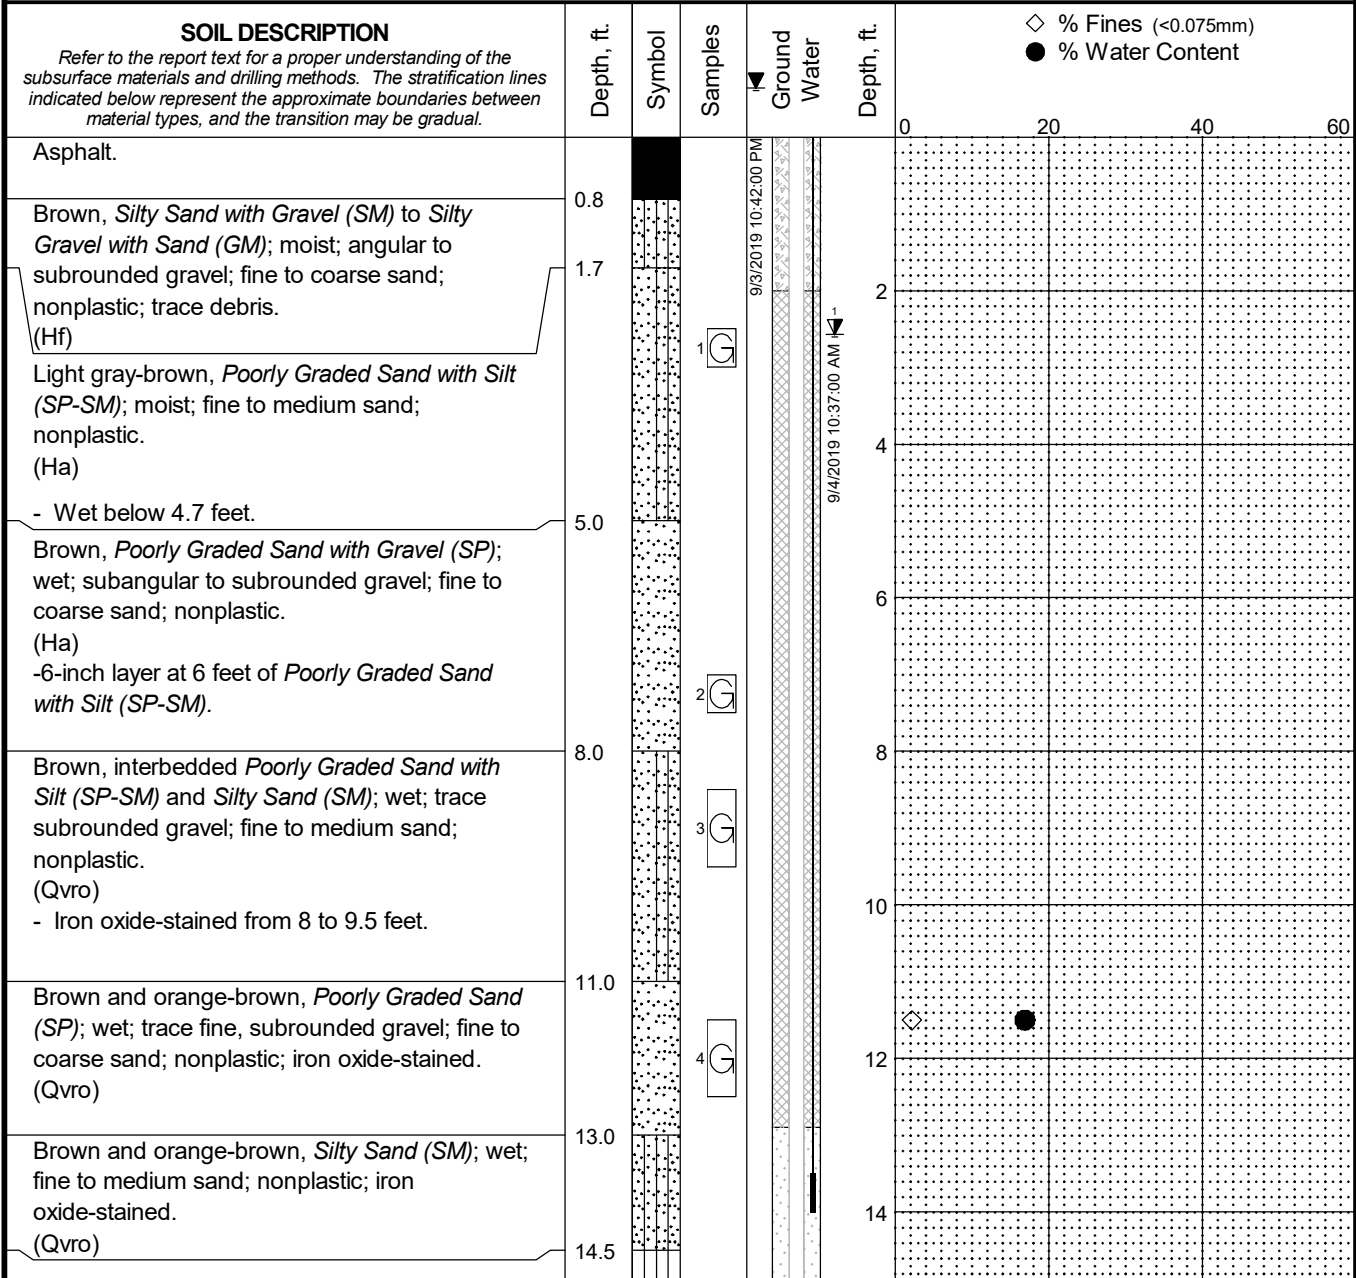 SOIL DESCRIPTION
Refer to the report text for a proper understanding of the
subsurface materials and drilling methods. The stratification lines
indicated below represent the approximate boundaries between
material types, and the transition may be gradual.
Depth, ft.
Symbol
Samples
Ground
Water
Depth, ft.
% Fines (<0.075mm)
% Water Content
0 20 40 60
Asphalt.
0.8
Brown, Silty Sand with Gravel (SM) to Silty
Gravel with Sand (GM); moist; angular to
subrounded gravel; fine to coarse sand;
nonplastic; trace debris.
(Hf)
1.7
Light gray-brown, Poorly Graded Sand with Silt
(SP-SM); moist; fine to medium sand;
nonplastic.
(Ha)
- Wet below 4.7 feet.
5.0
Brown, Poorly Graded Sand with Gravel (SP);
wet; subangular to subrounded gravel; fine to
coarse sand; nonplastic.
(Ha)
-6-inch layer at 6 feet of Poorly Graded Sand
with Silt (SP-SM).
8.0
Brown, interbedded Poorly Graded Sand with
Silt (SP-SM) and Silty Sand (SM); wet; trace
subrounded gravel; fine to medium sand;
nonplastic.
(Qvro)
- Iron oxide-stained from 8 to 9.5 feet.
11.0
Brown and orange-brown, Poorly Graded Sand
(SP); wet; trace fine, subrounded gravel; fine to
coarse sand; nonplastic; iron oxide-stained.
(Qvro)
13.0
Brown and orange-brown, Silty Sand (SM); wet;
fine to medium sand; nonplastic; iron
oxide-stained.
(Qvro)
14.5
1 G
2 G
3 G
4 G
9/3/2019 10:42:00 PM
1
9/4/2019 10:37:00 AM
2
4
6
8
10
12
14